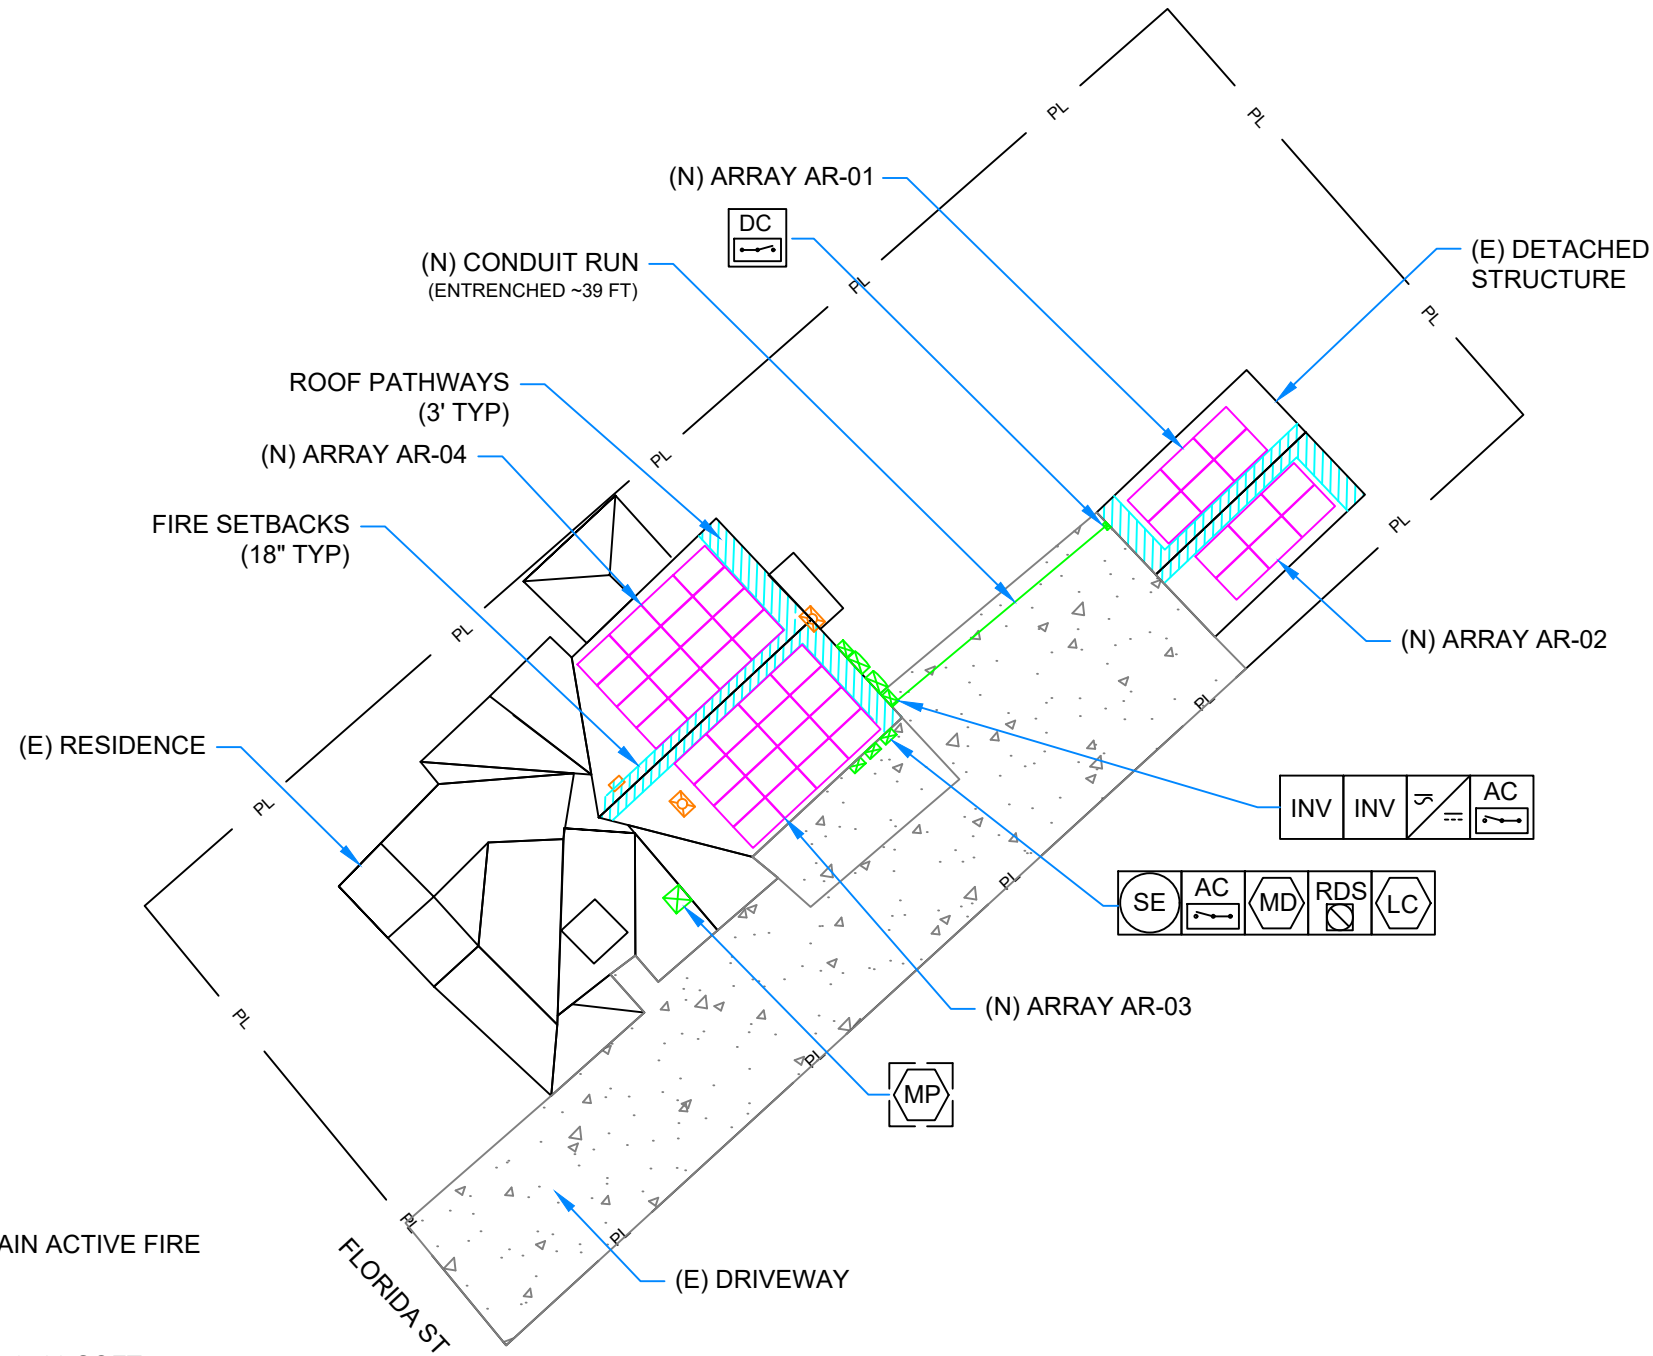 PL
PL
(N) ARRAY AR-01
DC
(E) DETACHED
STRUCTURE
(N) CONDUIT RUN
(ENTRENCHED ~39 FT)
PL
PL
ROOF PATHWAYS
(3' TYP)
(N) ARRAY AR-04
PL
FIRE SETBACKS
(18" TYP)
PL
PL
(N) ARRAY AR-02
PL
(E) RESIDENCE
PL
INV
INV
AC
SE
AC
MD
RDS
LC
PL
PL
(N) ARRAY AR-03
PL
MP
PL
PL
AIN ACTIVE FIRE
FLORIDA ST
(E) DRIVEWAY